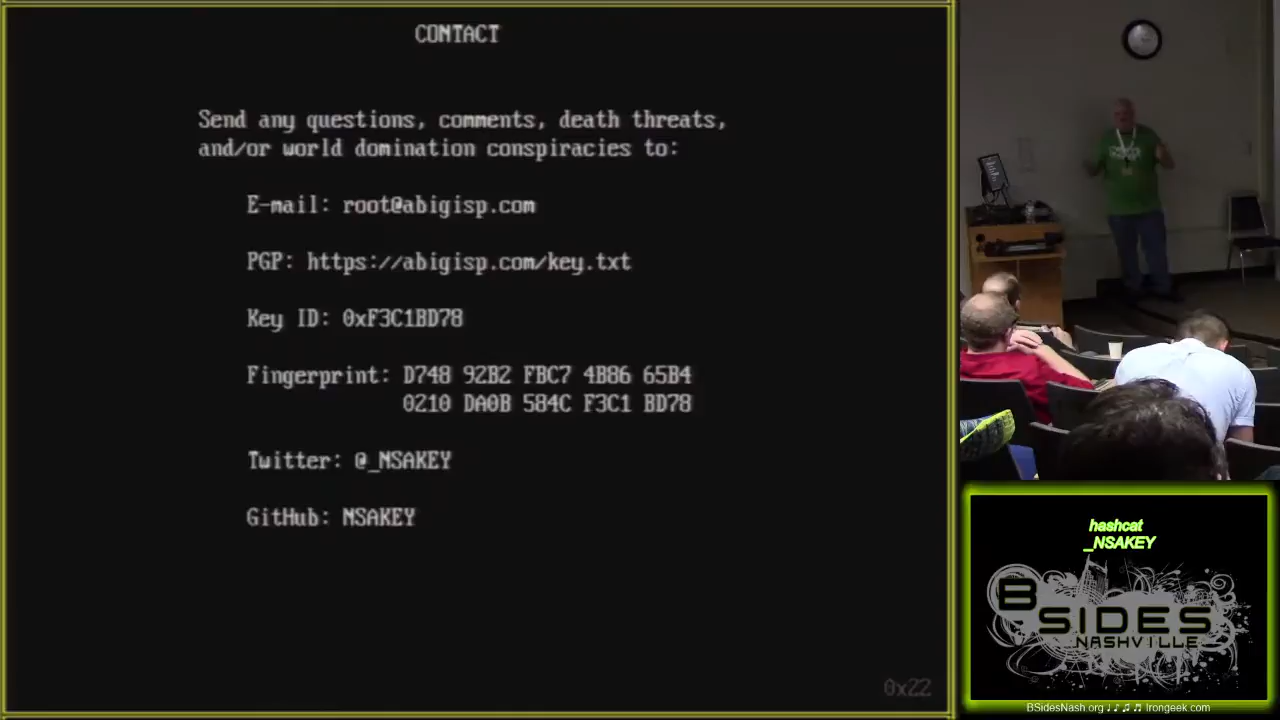 CONTACT
Send any questions, comments, death threats,
and/or world domination conspiracies to:
E-mail: root@abigisp.com
PGP: https://abigisp.com/key.txt
Key ID: 0xF3C1BD78
Fingerprint: D748 92B2 FBC7 4B86 65B4
0210 DA0B 584C F3C1 BD78
Twitter: @_NSAKEY
GitHub: NSAKEY
0x22
hashcat
_NSAKEY
BSIDES
NASHVILLE
BSidesNash.org ♩♪♫♬ Irongeek.com